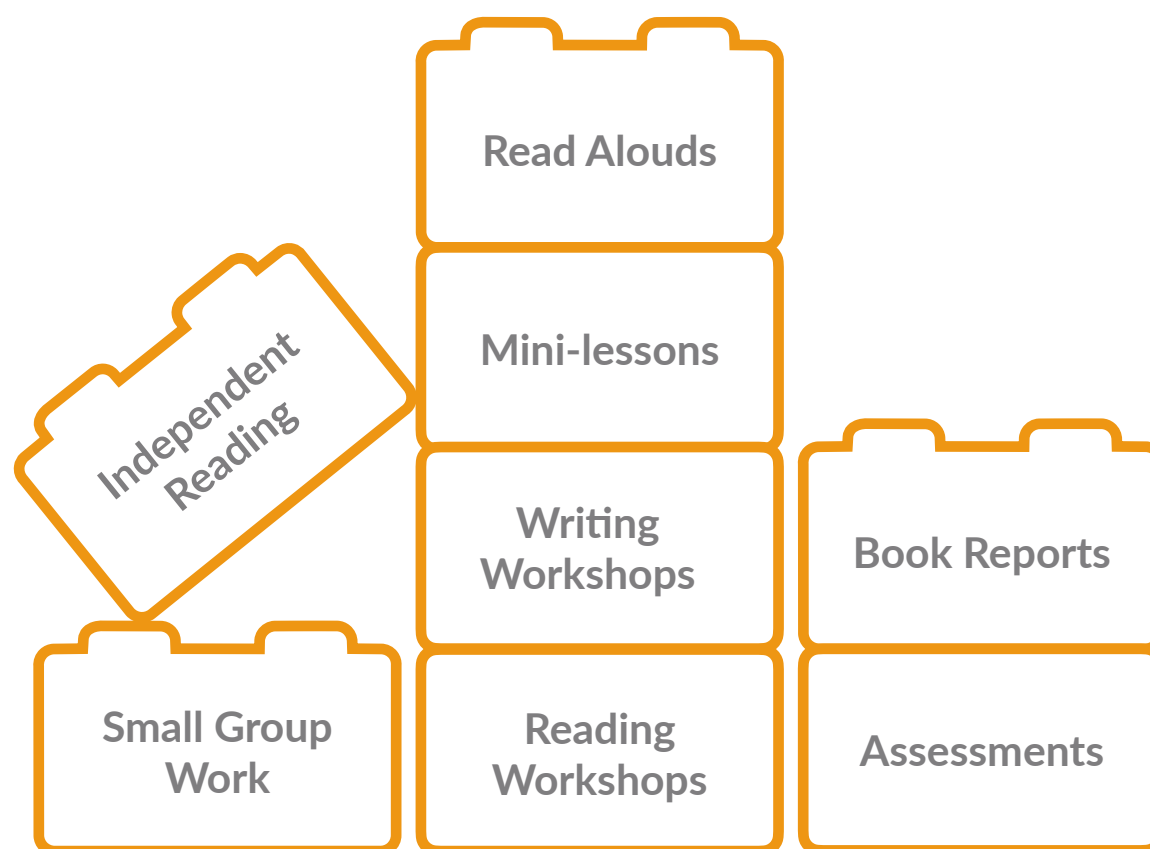 Read Alouds
Mini-lessons
Independent
Reading
Writing
Workshops
Book Reports
Small Group
Work
Reading
Workshops
Assessments